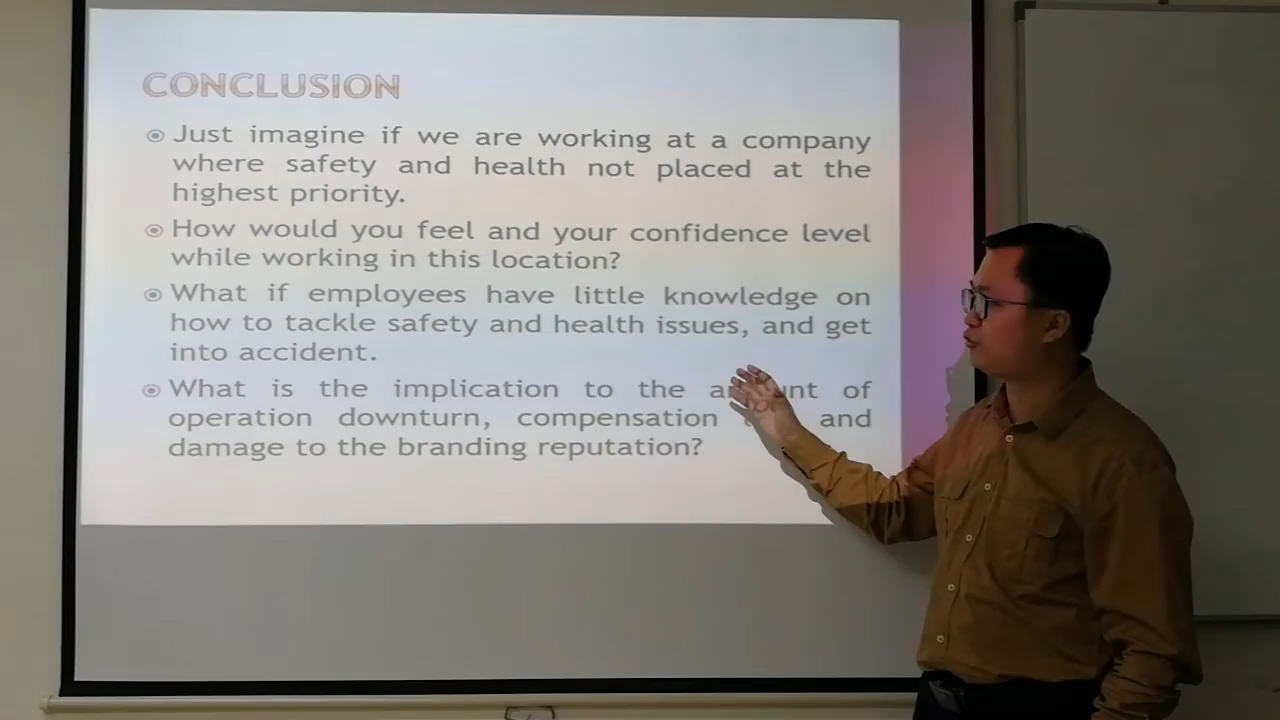 CONCLUSION
Just imagine if we are working at a company
where safety and health not placed at the
highest priority.
How would you feel and your confidence level
while working in this location?
What if employees have little knowledge on
how to tackle safety and health issues, and get
into accident.
What is the implication to the amount of
operation downturn, compensation and
damage to the branding reputation?